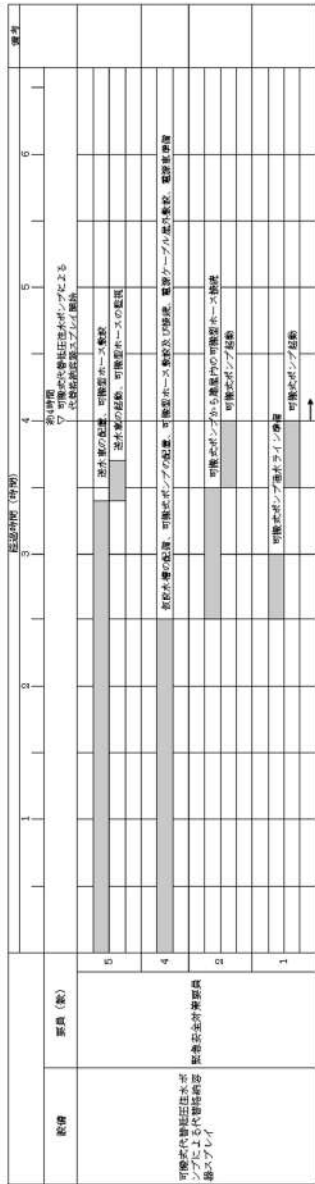 経過時間（時間）
備考
設備
要員（数）
1
2
3
4
5
6
約4時間
▽ 可搬式代替低圧注水ポンプによる
代替格納容器スプレイ開始
可搬式代替低圧注水ポ
ンプによる代替格納容
器スプレイ
緊急安全対策要員
5
送水車の配置、可搬型ホース敷設
送水車の起動、可搬型ホースの監視
4
仮設水槽の配備、可搬式ポンプの配置、可搬型ホース敷設及び接続、電源ケーブル屋外敷設、電源車準備
2
可搬式ポンプから建屋内の可搬型ホース接続
可搬式ポンプ起動
1
可搬式ポンプ通水ライン準備
可搬式ポンプ起動